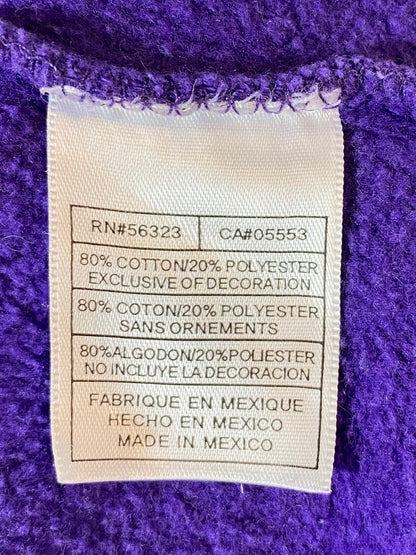 RN#56323 CA#05553
80% COTTON/20% POLYESTER
EXCLUSIVE OF DECORATION
80% COTON/20% POLYESTER
SANS ORNEMENTS
80%ALGODON/20%POLIESTER
NO INCLUYE LA DECORACION
FABRIQUE EN MEXIQUE
HECHO EN MEXICO
MADE IN MEXICO